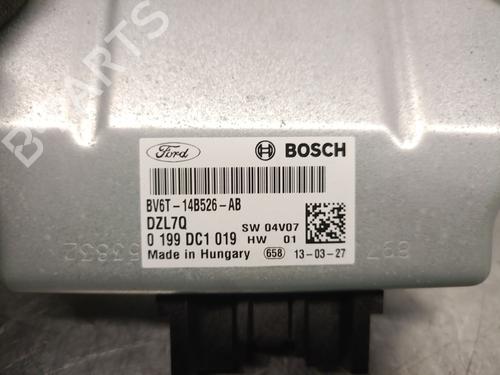 B PARTS
Ford BOSCH
BV6T-14B526-AB
DZL7Q SW 04V07
0 199 DC1 019 HW 01
Made in Hungary 658 13-03-27